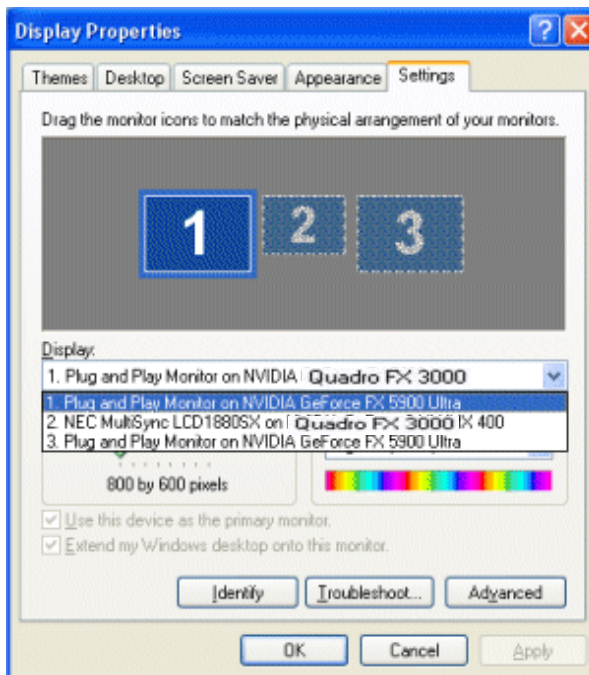 Display Properties
Themes Desktop Screen Saver Appearance Settings
Drag the monitor icons to match the physical arrangement of your monitors.
1 2 3
Display:
1. Plug and Play Monitor on NVIDIA Quadro FX 3000
1. Plug and Play Monitor on NVIDIA GeForce FX 5900 Ultra
2. NEC MultiSync LCD1880SX on Quadro FX 3000 IX 400
3. Plug and Play Monitor on NVIDIA GeForce FX 5900 Ultra
800 by 600 pixels
Use this device as the primary monitor.
Extend my Windows desktop onto this monitor.
Identify Troubleshoot... Advanced
OK Cancel Apply